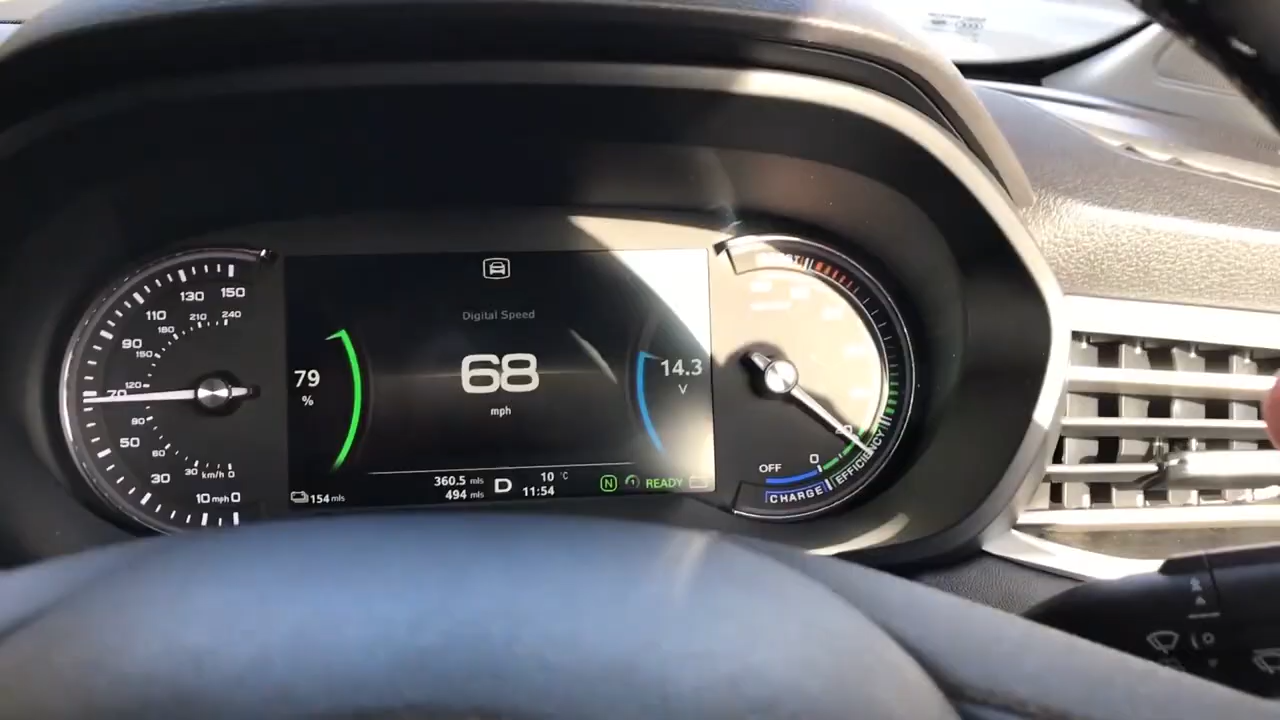 150
130
110
90
70
50
30
10 mph 0
240
210
180
150
120
90
60
30 km/h 0
Digital Speed
79
%
68
mph
14.3
V
154 mls
360.5 mls
494 mls
D
10 °C
11:54
N
READY
OFF
0
CHARGE
EFFICIENCY